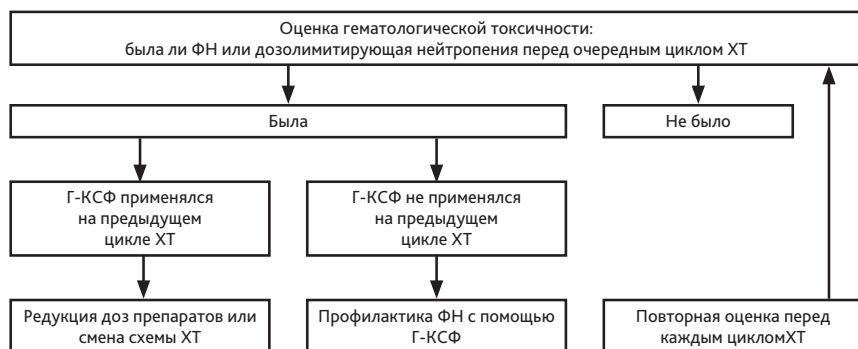 Оценка гематологической токсичности:
была ли ФН или дозолимитирующая нейтропения перед очередным циклом ХТ
Была
Не было
Г-КСФ применялся
на предыдущем
цикле ХТ
Г-КСФ не применялся
на предыдущем
цикле ХТ
Редукция доз препаратов или
смена схемы ХТ
Профилактика ФН с помощью
Г-КСФ
Повторная оценка перед
каждым цикломХТ